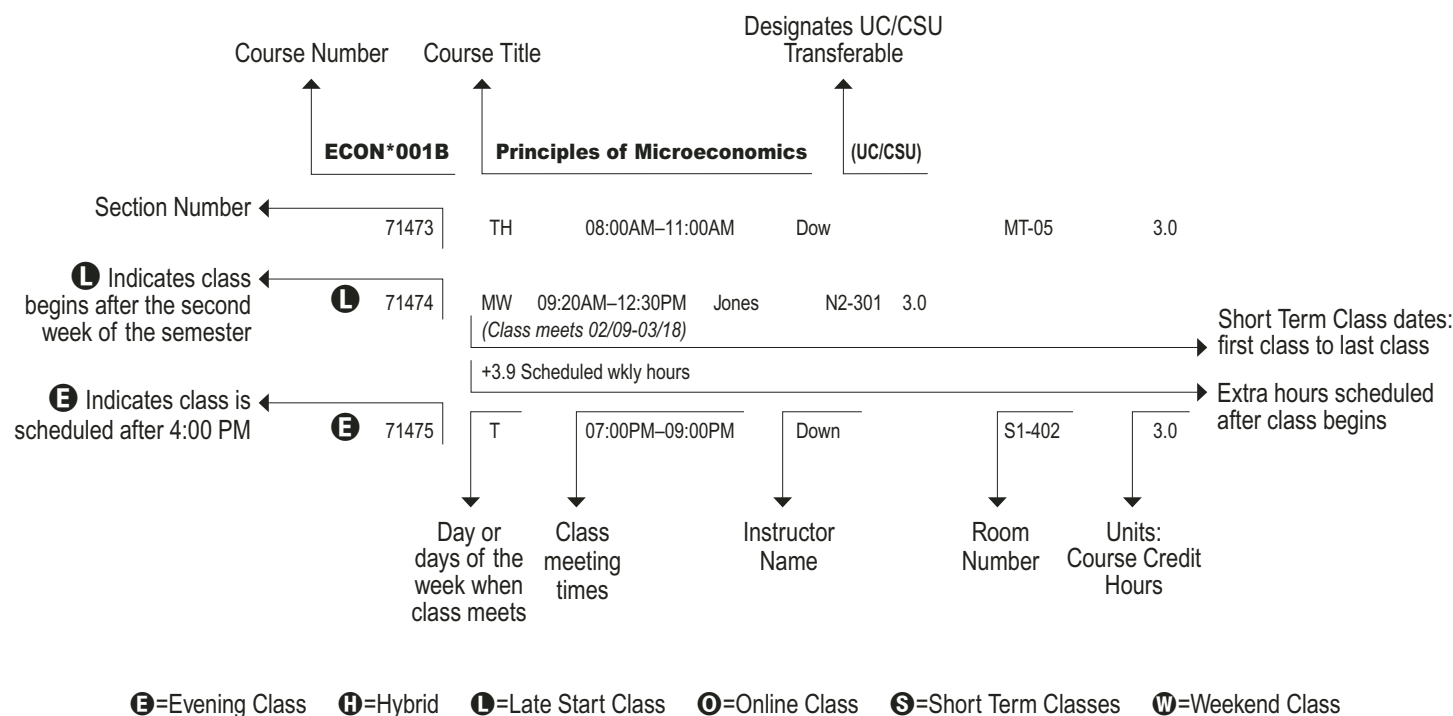 Designates UC/CSU
Transferable
Course Number
Course Title
ECON*001B
Principles of Microeconomics
(UC/CSU)
Section Number
71473 TH 08:00AM–11:00AM Dow MT-05 3.0
L Indicates class
begins after the second
week of the semester
L 71474 MW 09:20AM–12:30PM Jones N2-301 3.0
(Class meets 02/09-03/18)
Short Term Class dates:
first class to last class
+3.9 Scheduled wkly hours
Extra hours scheduled
after class begins
E Indicates class is
scheduled after 4:00 PM
E 71475 T 07:00PM–09:00PM Down S1-402 3.0
Day or
days of the
week when
class meets
Class
meeting
times
Instructor
Name
Room
Number
Units:
Course Credit
Hours
E=Evening Class H=Hybrid L=Late Start Class O=Online Class S=Short Term Classes W=Weekend Class